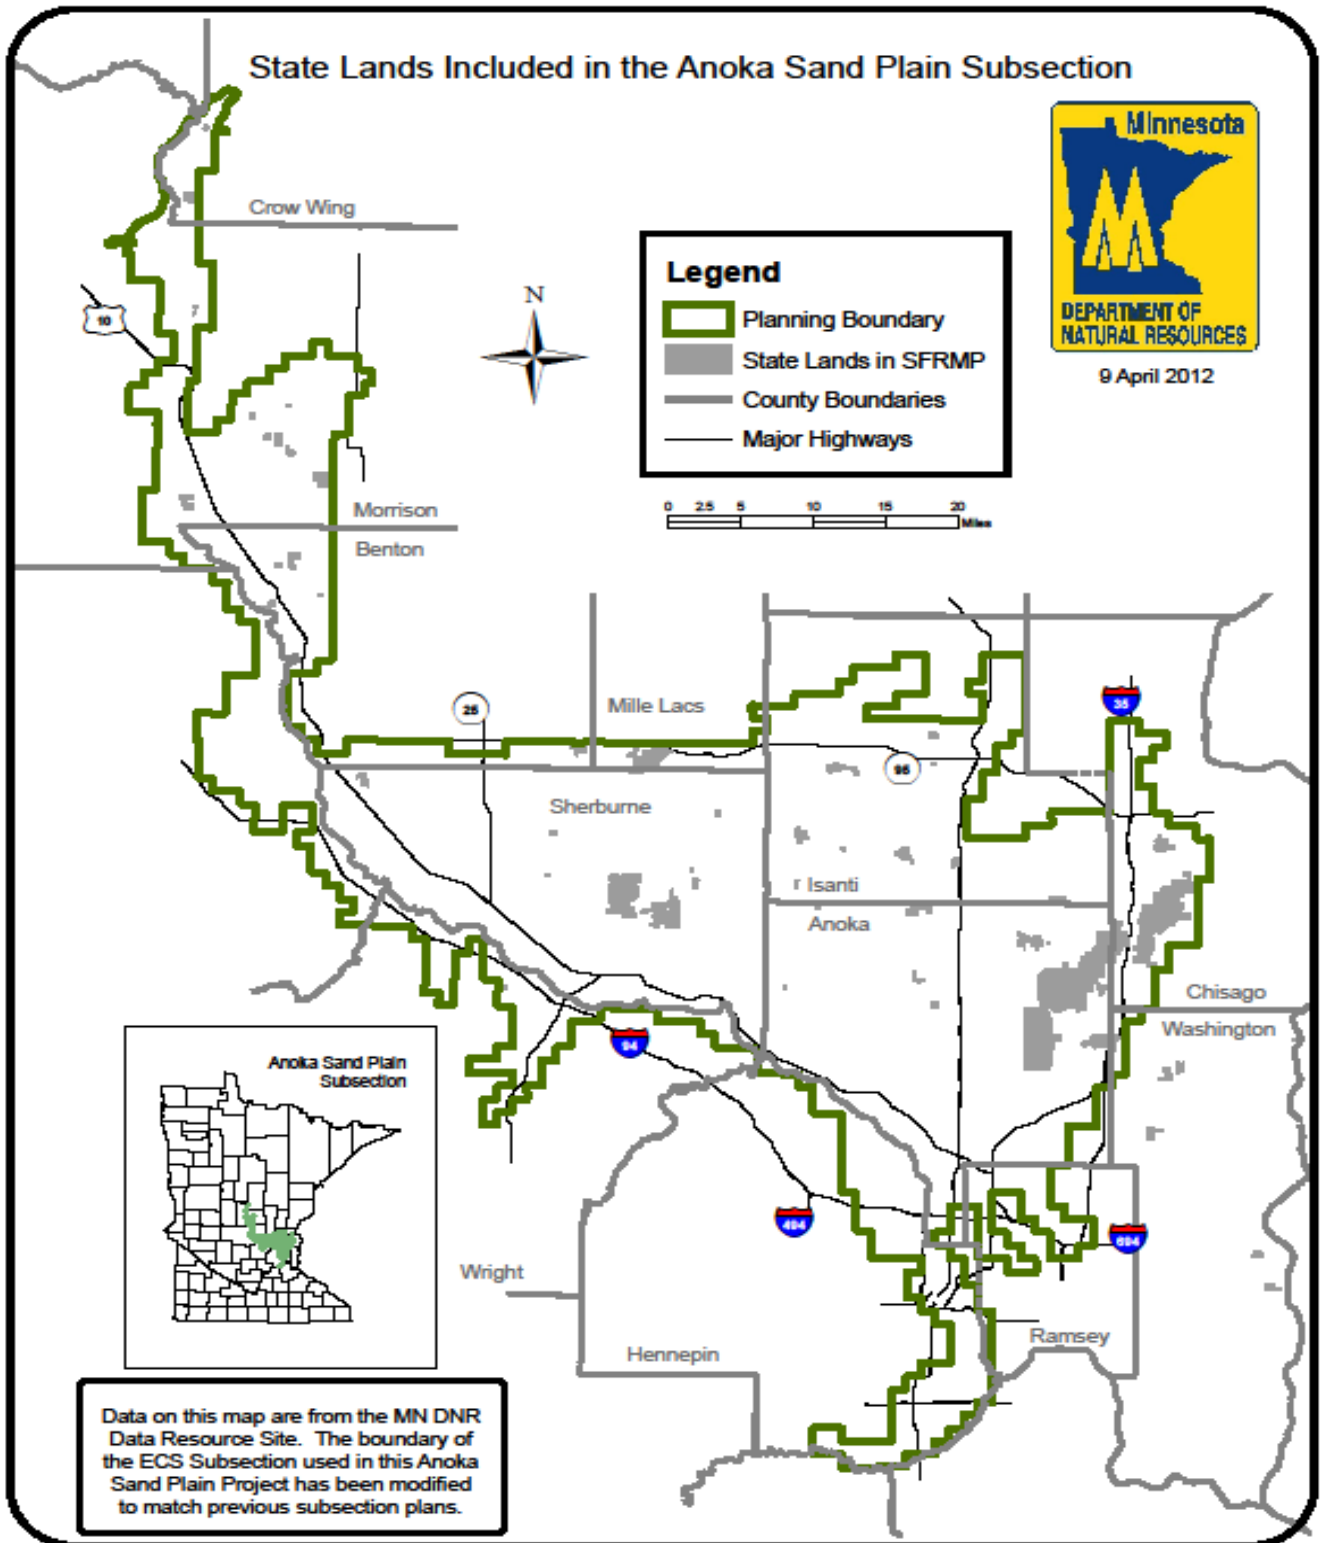 State Lands Included in the Anoka Sand Plain Subsection
Minnesota
DEPARTMENT OF
NATURAL RESOURCES
9 April 2012
Crow Wing
10
N
Legend
Planning Boundary
State Lands in SFRMP
County Boundaries
Major Highways
0 2.5 5 10 15 20
Miles
Morrison
Benton
25
Mille Lacs
35
95
Sherburne
Isanti
Anoka
Chisago
Washington
94
Anoka Sand Plain
Subsection
494
694
Wright
Ramsey
Hennepin
Data on this map are from the MN DNR
Data Resource Site. The boundary of
the ECS Subsection used in this Anoka
Sand Plain Project has been modified
to match previous subsection plans.